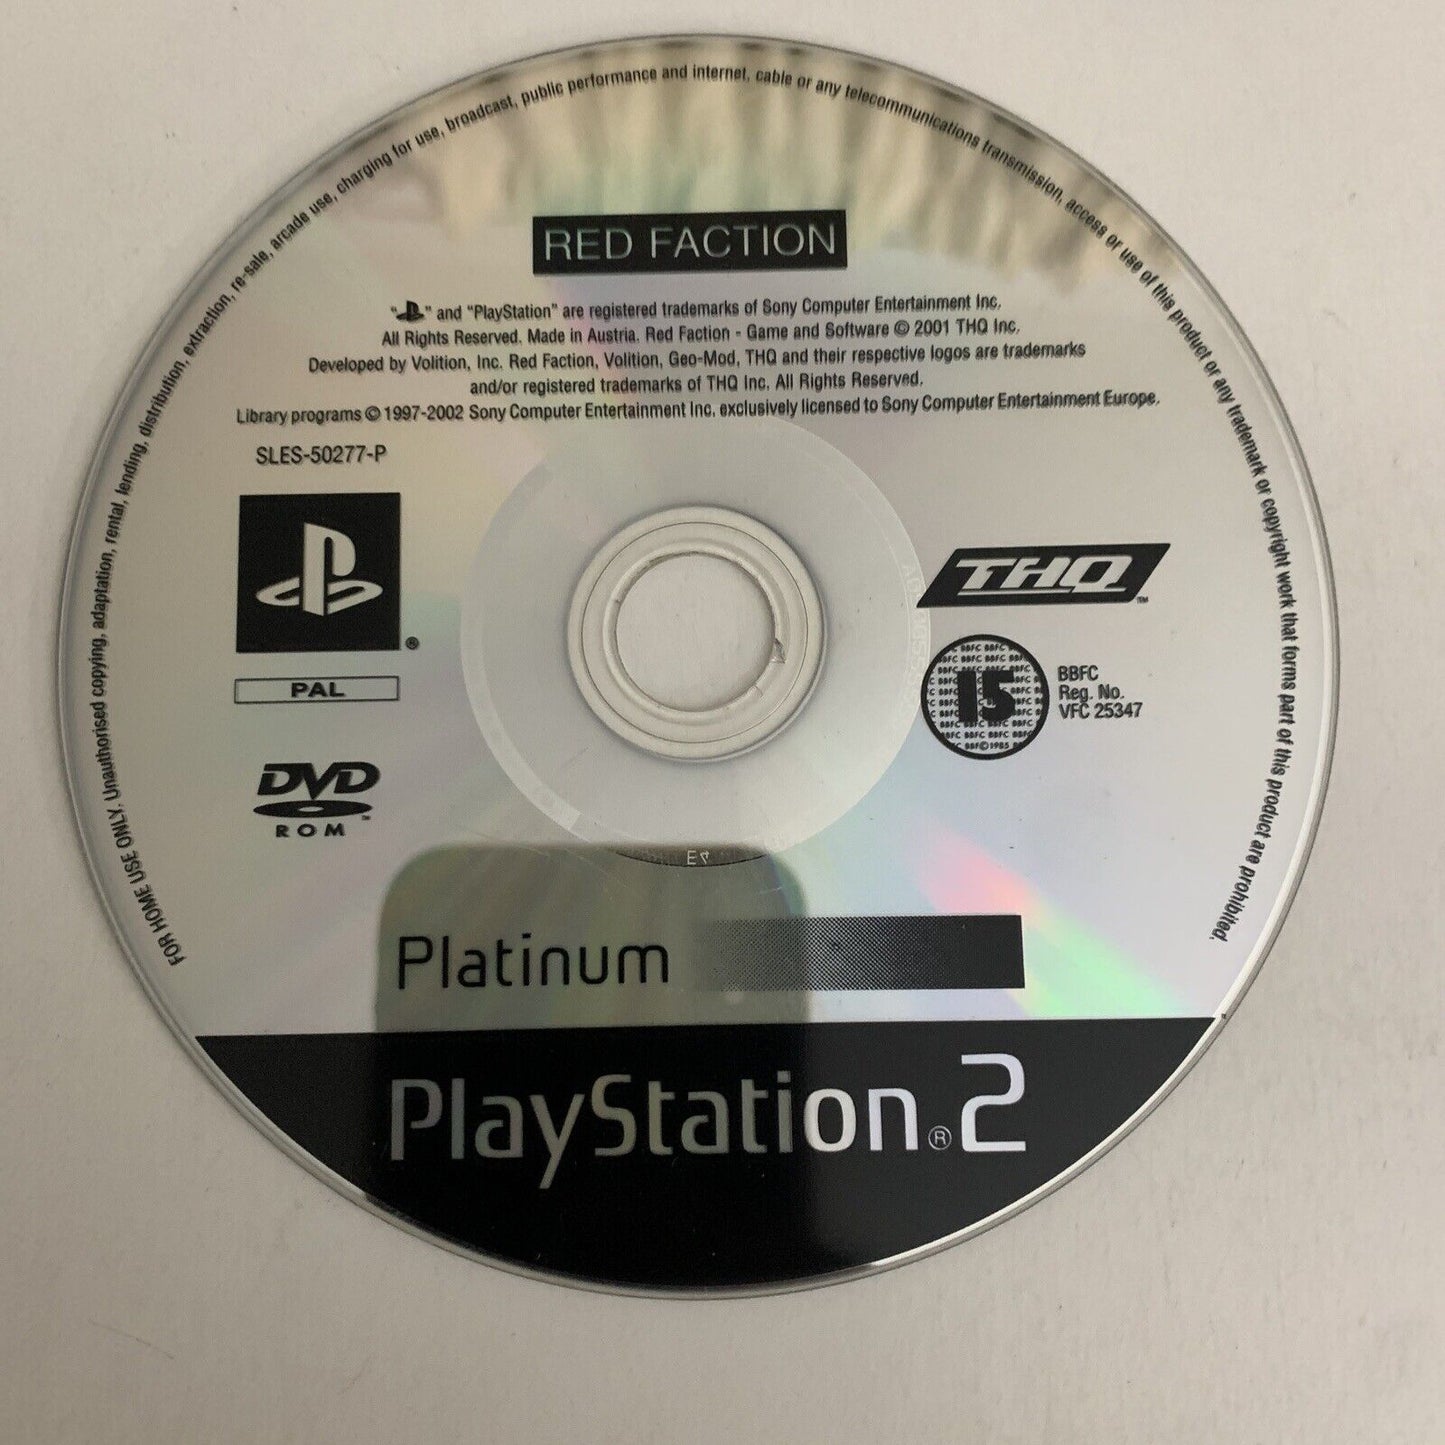 FOR HOME USE ONLY. Unauthorised copying, adaptation, rental, lending, distribution, extraction, re-sale, arcade use, charging for use, broadcast, public performance and internet, cable or any telecommunications transmission, access or use of this product or any trademark or copyright work that forms part of this product are prohibited.
RED FACTION
“ ” and “PlayStation” are registered trademarks of Sony Computer Entertainment Inc.
All Rights Reserved. Made in Austria. Red Faction - Game and Software © 2001 THQ Inc.
Developed by Volition, Inc. Red Faction, Volition, Geo-Mod, THQ and their respective logos are trademarks
and/or registered trademarks of THQ Inc. All Rights Reserved.
Library programs © 1997-2002 Sony Computer Entertainment Inc. exclusively licensed to Sony Computer Entertainment Europe.
SLES-50277-P
®
PAL
DVD
ROM ™
THQ ™
15
BBFC
Reg. No.
VFC 25347
Platinum
PlayStation®2